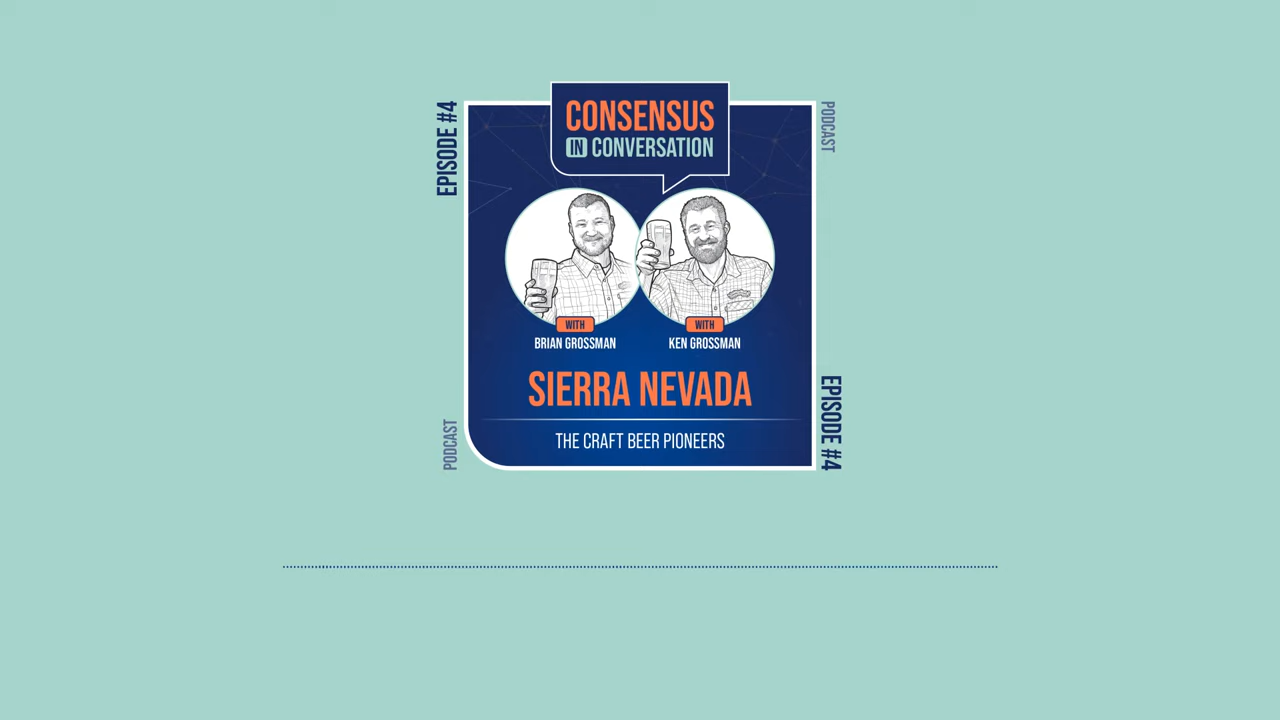 EPISODE #4
PODCAST
CONSENSUS
IN CONVERSATION
WITH
BRIAN GROSSMAN
WITH
KEN GROSSMAN
SIERRA NEVADA
THE CRAFT BEER PIONEERS
PODCAST
EPISODE #4